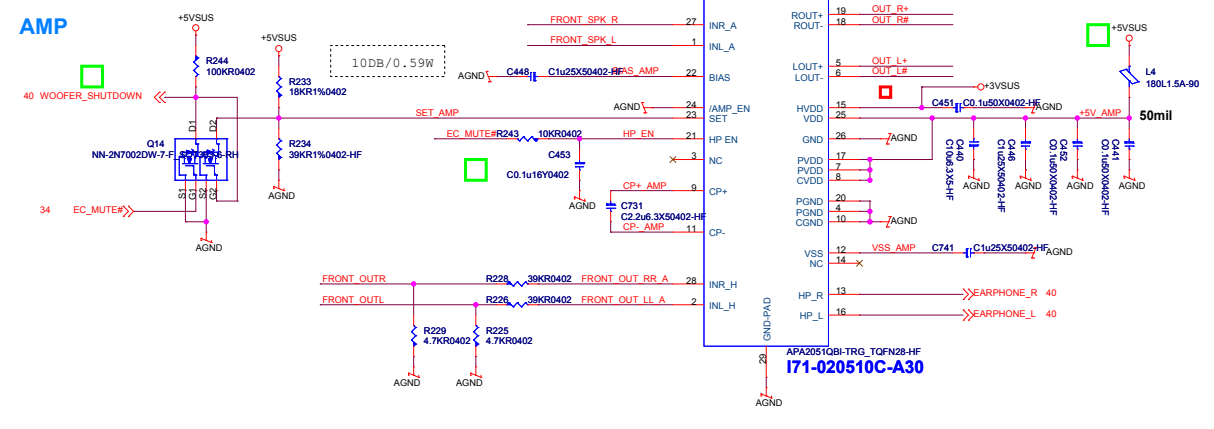 AMP
+5VSUS
R244
100KR0402
+5VSUS
R233
18KR1%0402
40 WOOFER_SHUTDOWN
D1
D2
Q14
S1
G1
S2
G2
34 EC_MUTE#
AGND
R234
39KR1%0402-HF
AGND
10DB/0.59W
FRONT_SPK_R
27 INR_A
FRONT_SPK_L
1 INL_A
AGND
C448
C1u25X50402-HF
22 BIAS
AGND
24 /AMP_EN
SET_AMP
23 SET
EC_MUTE#
R243
10KR0402
HP_EN
21 HP EN
C453
C0.1u16Y0402
AGND
3 NC
CP+_AMP
9 CP+
C731
C2.2u6.3X50402-HF
CP-_AMP
11 CP-
FRONT_OUTR
R228
39KR0402
FRONT_OUT_RR_A
28 INR_H
FRONT_OUTL
R226
39KR0402
FRONT_OUT_LL_A
2 INL_H
R229
4.7KR0402
R225
4.7KR0402
AGND
AGND
ROUT+ 19 OUT_R+
ROUT- 18 OUT_R#
LOUT+ 5 OUT_L+
LOUT- 6 OUT_L#
+3VSUS
HVDD 15
C451
C0.1u50X0402-HF
AGND
VDD 25
+5V_AMP
50mil
+5VSUS
L4
180L1.5A-90
GND 26
AGND
PVDD 17
PVDD 7
CVDD 8
PGND 20
PGND 4
CGND 10
AGND
C440
C10u6.3X5-HF
AGND
C446
C1u25X50402-HF
AGND
C452
C0.1u50X0402-HF
AGND
C441
C0.1u50X0402-HF
AGND
VSS 12 VSS_AMP
C741
C1u25X50402-HF
AGND
NC 14
HP_R 13
EARPHONE_R 40
HP_L 16
EARPHONE_L 40
GND-PAD
29
AGND
APA2051QBI-TRG_TQFN28-HF
I71-020510C-A30